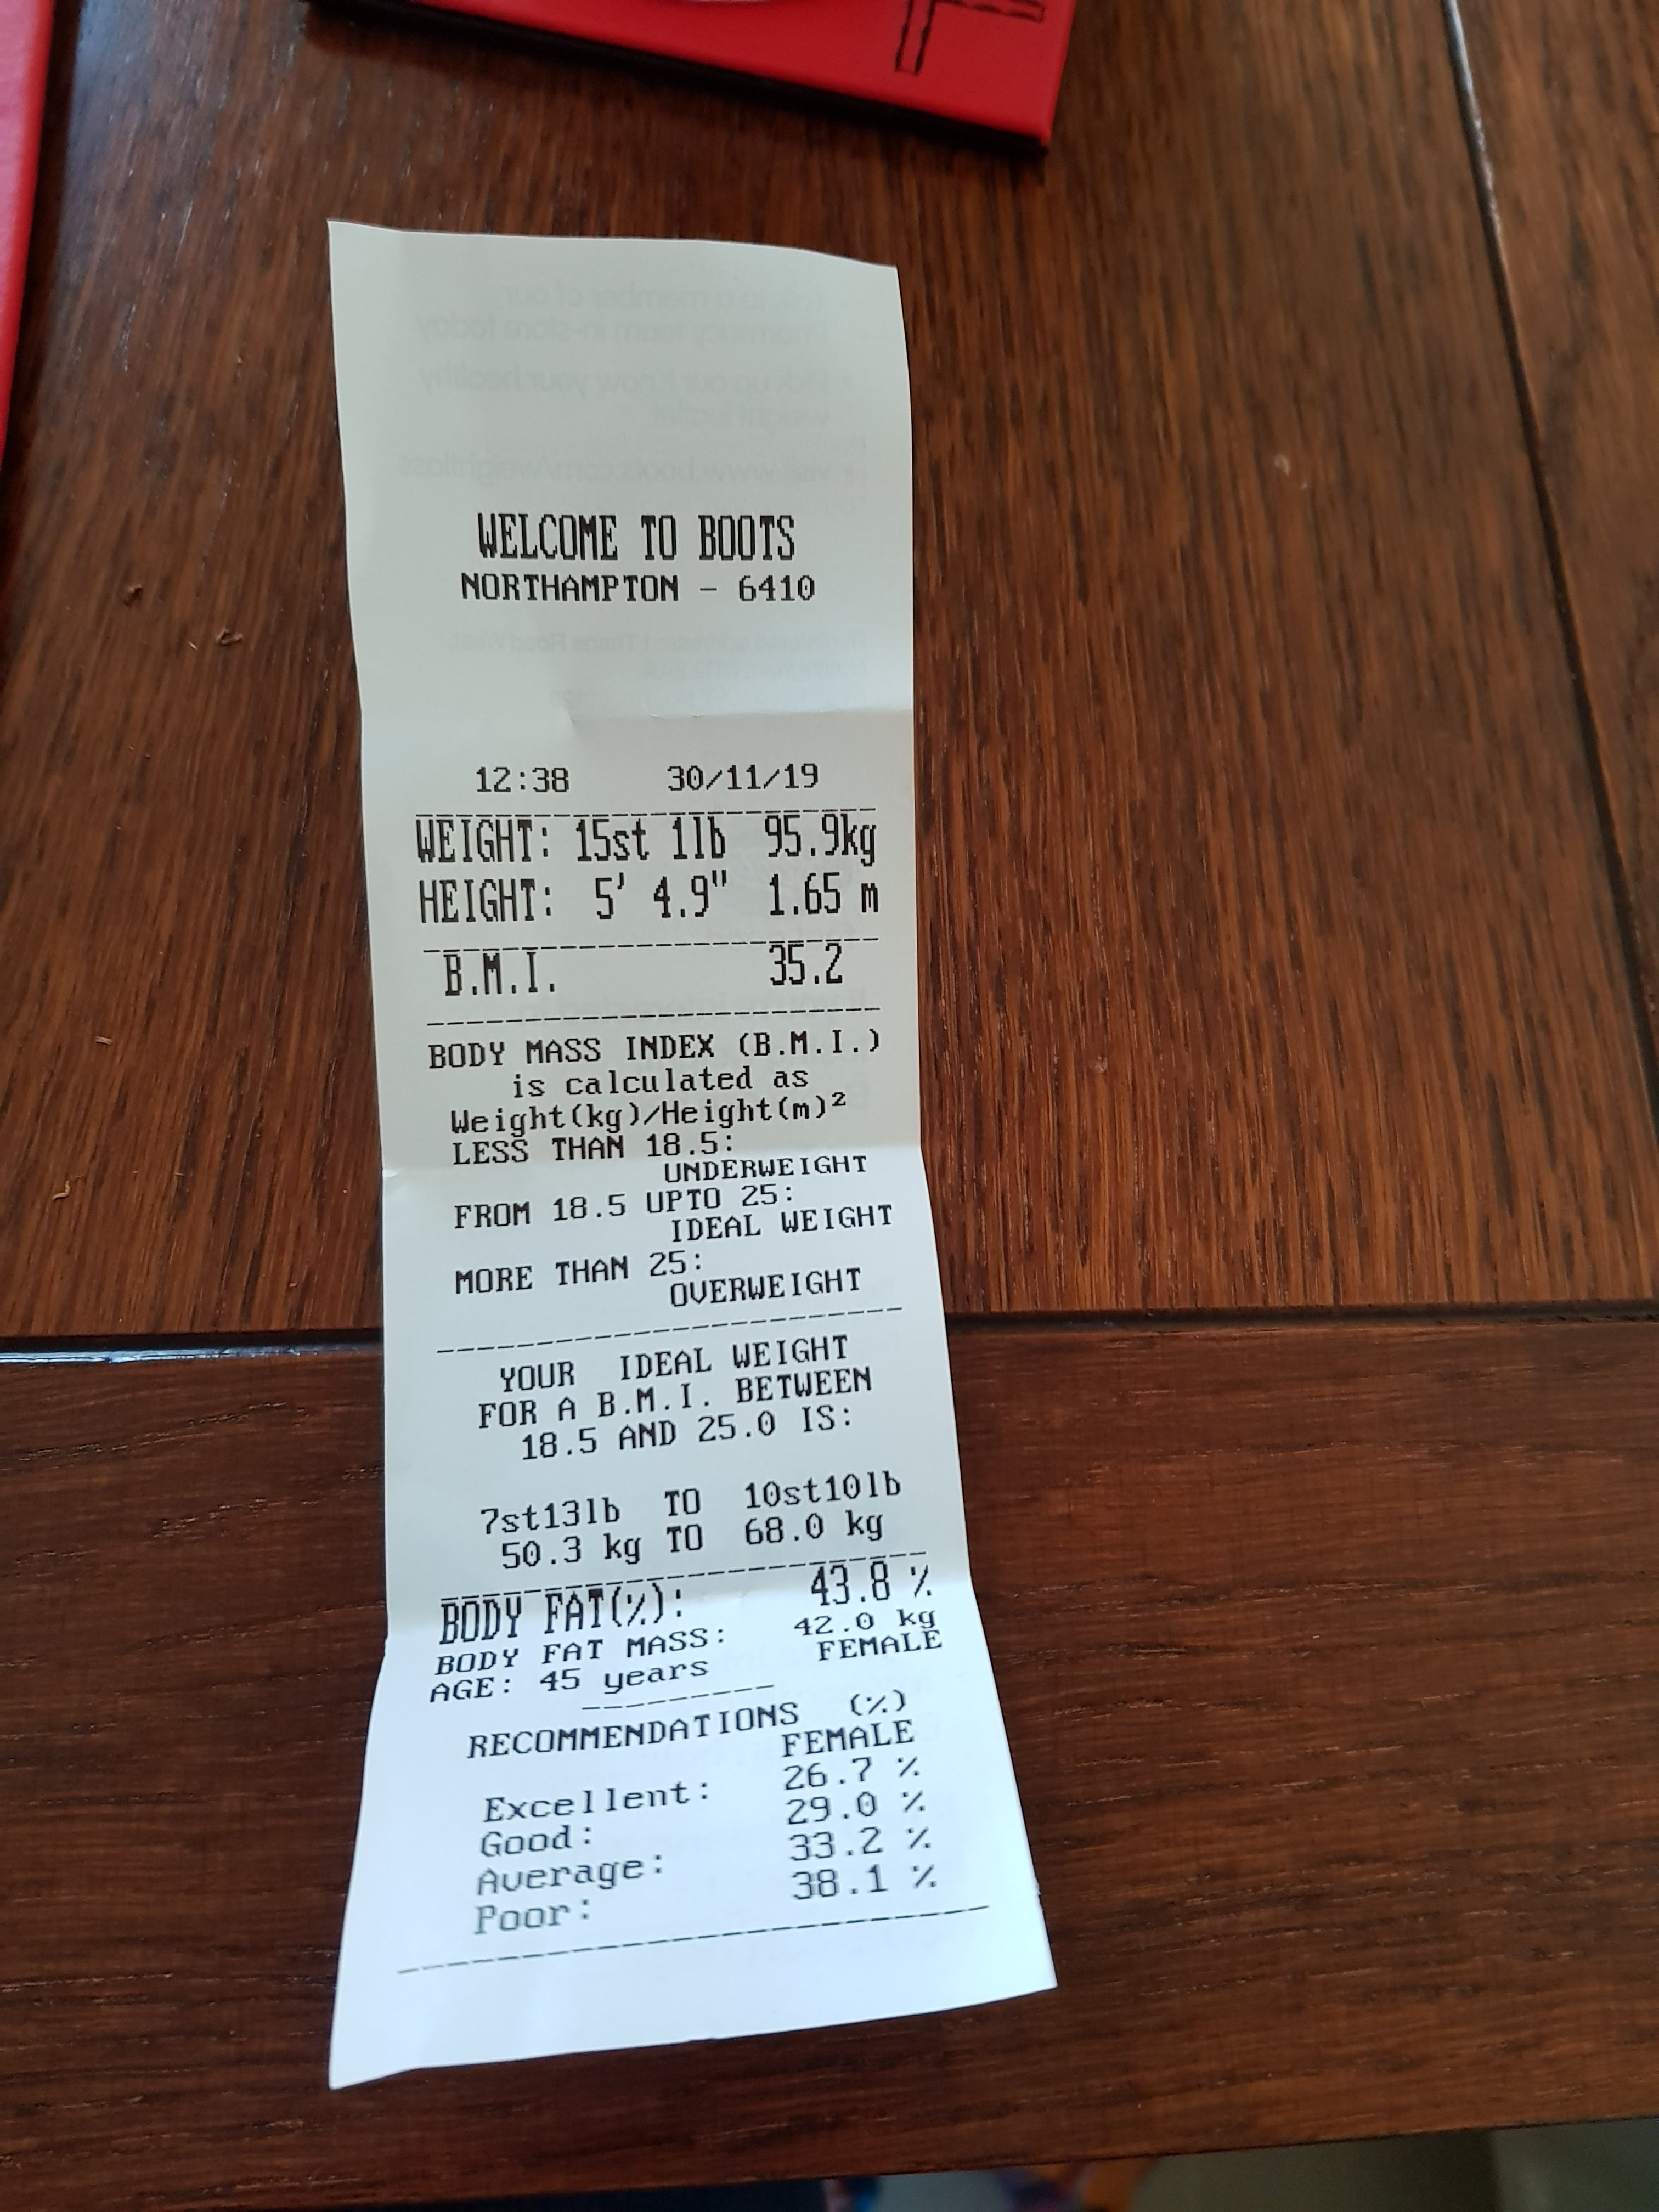 WELCOME TO BOOTS
NORTHAMPTON - 6410
12:38 30/11/19
WEIGHT: 15st 1lb 95.9kg
HEIGHT: 5' 4.9" 1.65 m
B.M.I. 35.2
BODY MASS INDEX (B.M.I.)
is calculated as
Weight(kg)/Height(m)²
LESS THAN 18.5:
UNDERWEIGHT
FROM 18.5 UPTO 25:
IDEAL WEIGHT
MORE THAN 25:
OVERWEIGHT
YOUR IDEAL WEIGHT
FOR A B.M.I. BETWEEN
18.5 AND 25.0 IS:
7st13lb TO 10st10lb
50.3 kg TO 68.0 kg
BODY FAT(%): 43.8 %
BODY FAT MASS: 42.0 kg
AGE: 45 years FEMALE
RECOMMENDATIONS (%)
FEMALE
Excellent: 26.7 %
Good: 29.0 %
Average: 33.2 %
Poor: 38.1 %